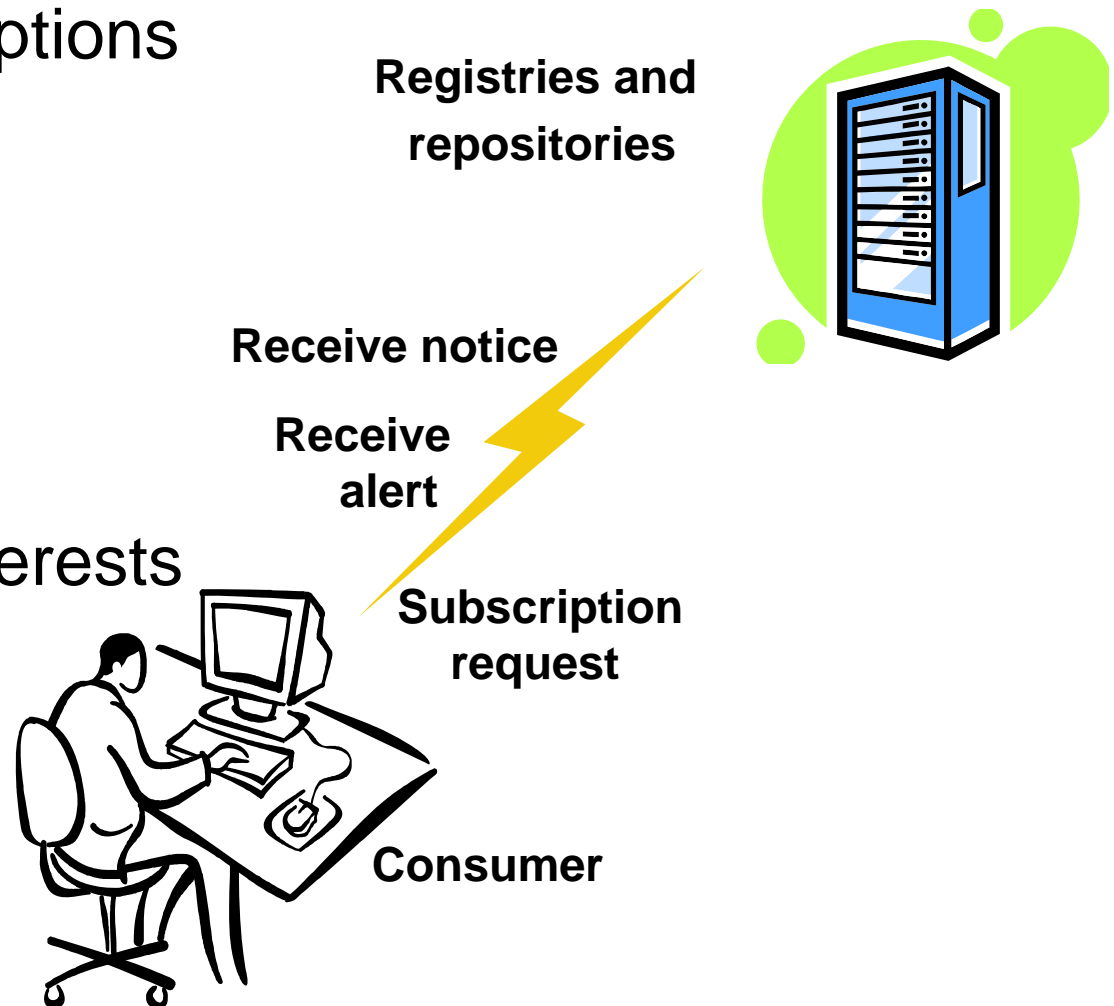 ptions
Registries and
repositories
Receive notice
Receive
alert
erests
Subscription
request
Consumer